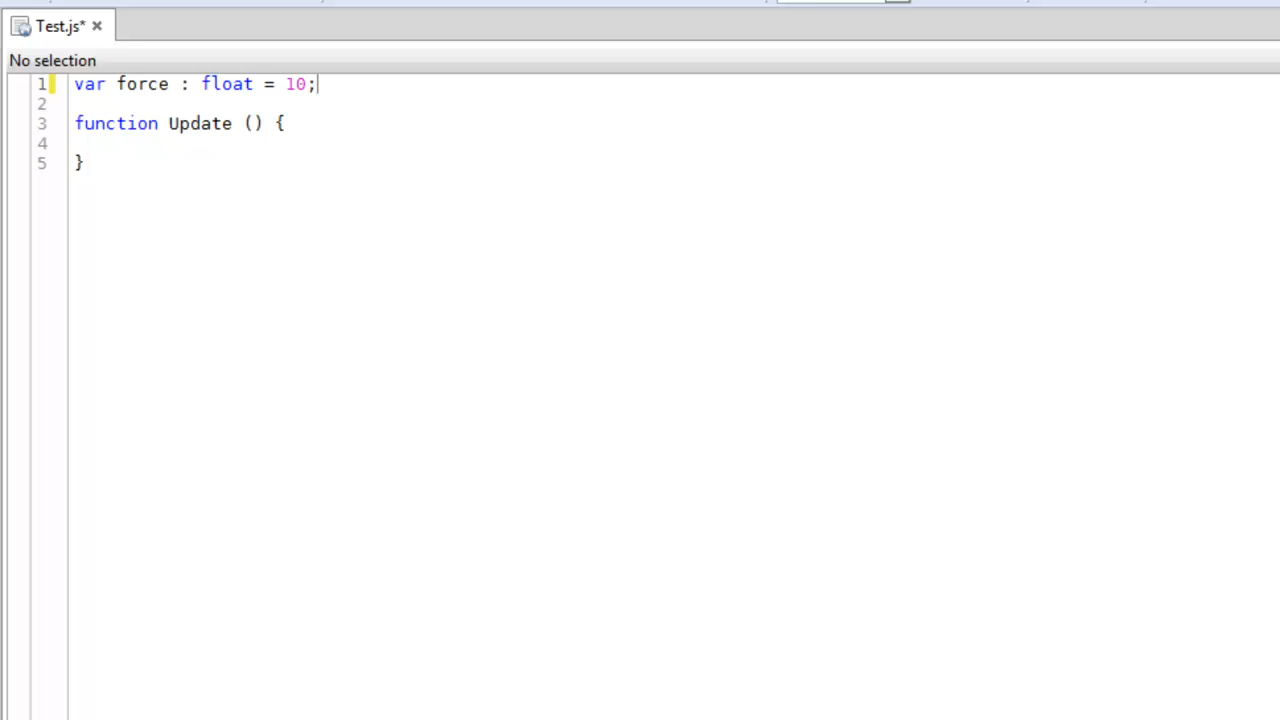 Test.js*
No selection
1 var force : float = 10;
2
3 function Update () {
4
5 }